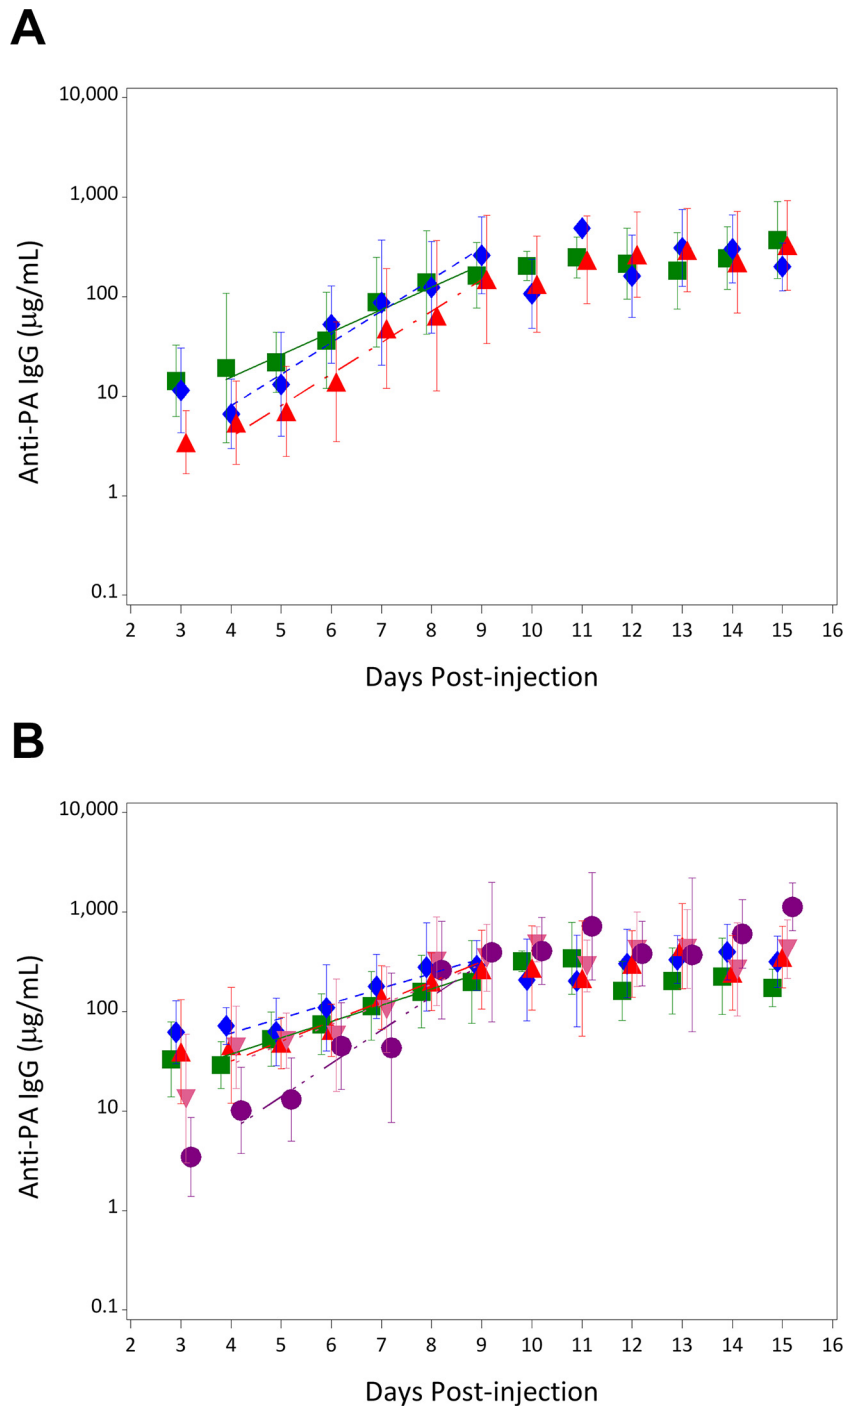 A
10,000
1,000
100
10
1
0.1
Anti-PA IgG (µg/mL)
2 3 4 5 6 7 8 9 10 11 12 13 14 15 16
Days Post-injection
B
10,000
1,000
100
10
1
0.1
Anti-PA IgG (µg/mL)
2 3 4 5 6 7 8 9 10 11 12 13 14 15 16
Days Post-injection